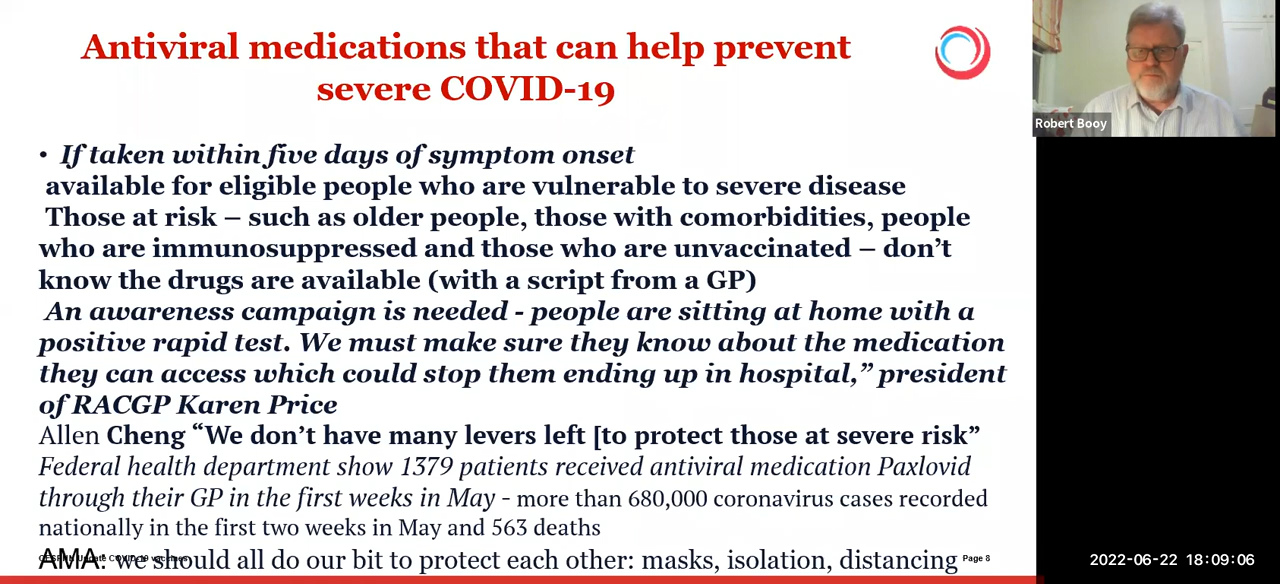 Antiviral medications that can help prevent
severe COVID-19
• If taken within five days of symptom onset
available for eligible people who are vulnerable to severe disease
Those at risk – such as older people, those with comorbidities, people
who are immunosuppressed and those who are unvaccinated – don’t
know the drugs are available (with a script from a GP)
An awareness campaign is needed - people are sitting at home with a
positive rapid test. We must make sure they know about the medication
they can access which could stop them ending up in hospital,” president
of RACGP Karen Price
Allen Cheng “We don’t have many levers left [to protect those at severe risk”
Federal health department show 1379 patients received antiviral medication Paxlovid
through their GP in the first weeks in May - more than 680,000 coronavirus cases recorded
nationally in the first two weeks in May and 563 deaths
AMA: we should all do our bit to protect each other: masks, isolation, distancing
Update COVID-19 vaccines
Page 8
Robert Booy
2022-06-22 18:09:06